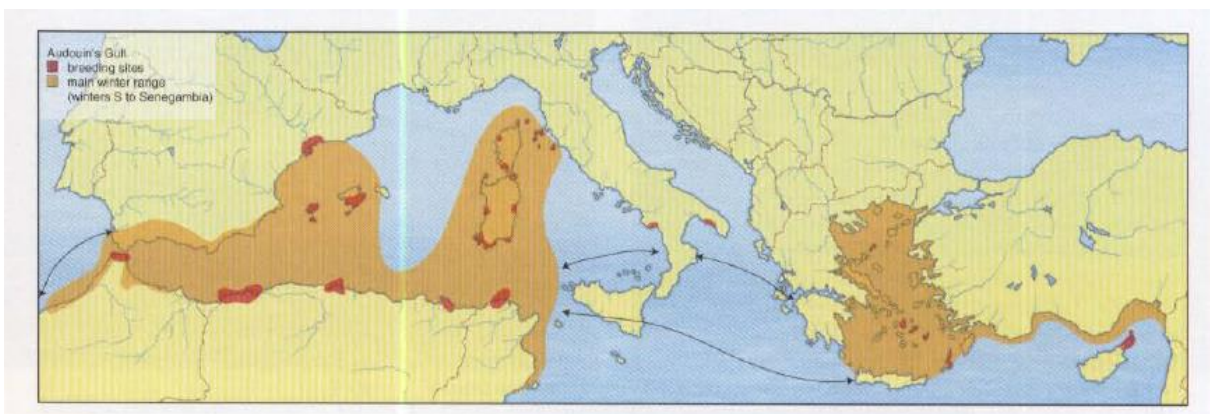 Audouin's Gull
breeding sites
main winter range
(winters S to Senegambia)